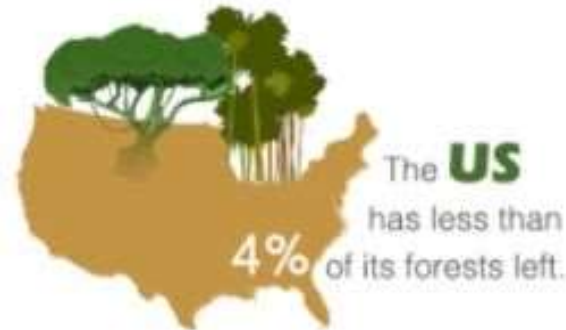 The US
has less than
4% of its forests left.